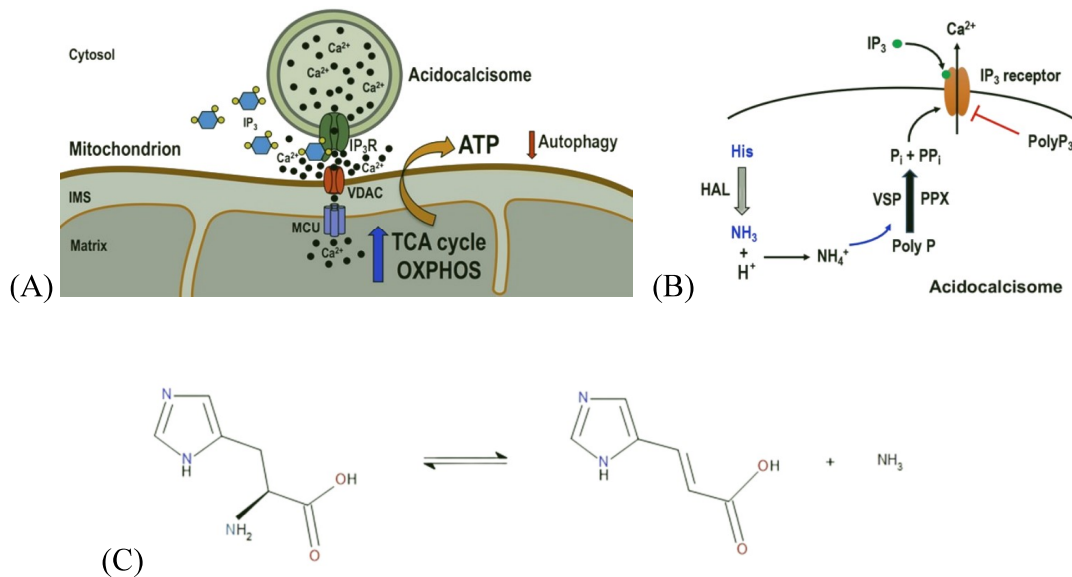 Cytosol
Ca²⁺
Ca²⁺
Ca²⁺
Acidocalcisome
IP₃
IP₃R
ATP
Autophagy
Mitochondrion
Ca²⁺
Ca²⁺
VDAC
IMS
MCU
Matrix
Ca²⁺
TCA cycle
OXPHOS
(A)
IP₃
Ca²⁺
IP₃ receptor
PolyP₃
Pᵢ + PPᵢ
His
HAL
VSP
PPX
NH₃
+
H⁺
NH₄⁺
Poly P
Acidocalcisome
(B)
N
NH
NH₂
OH
O
N
NH
OH
O
+
NH₃
(C)